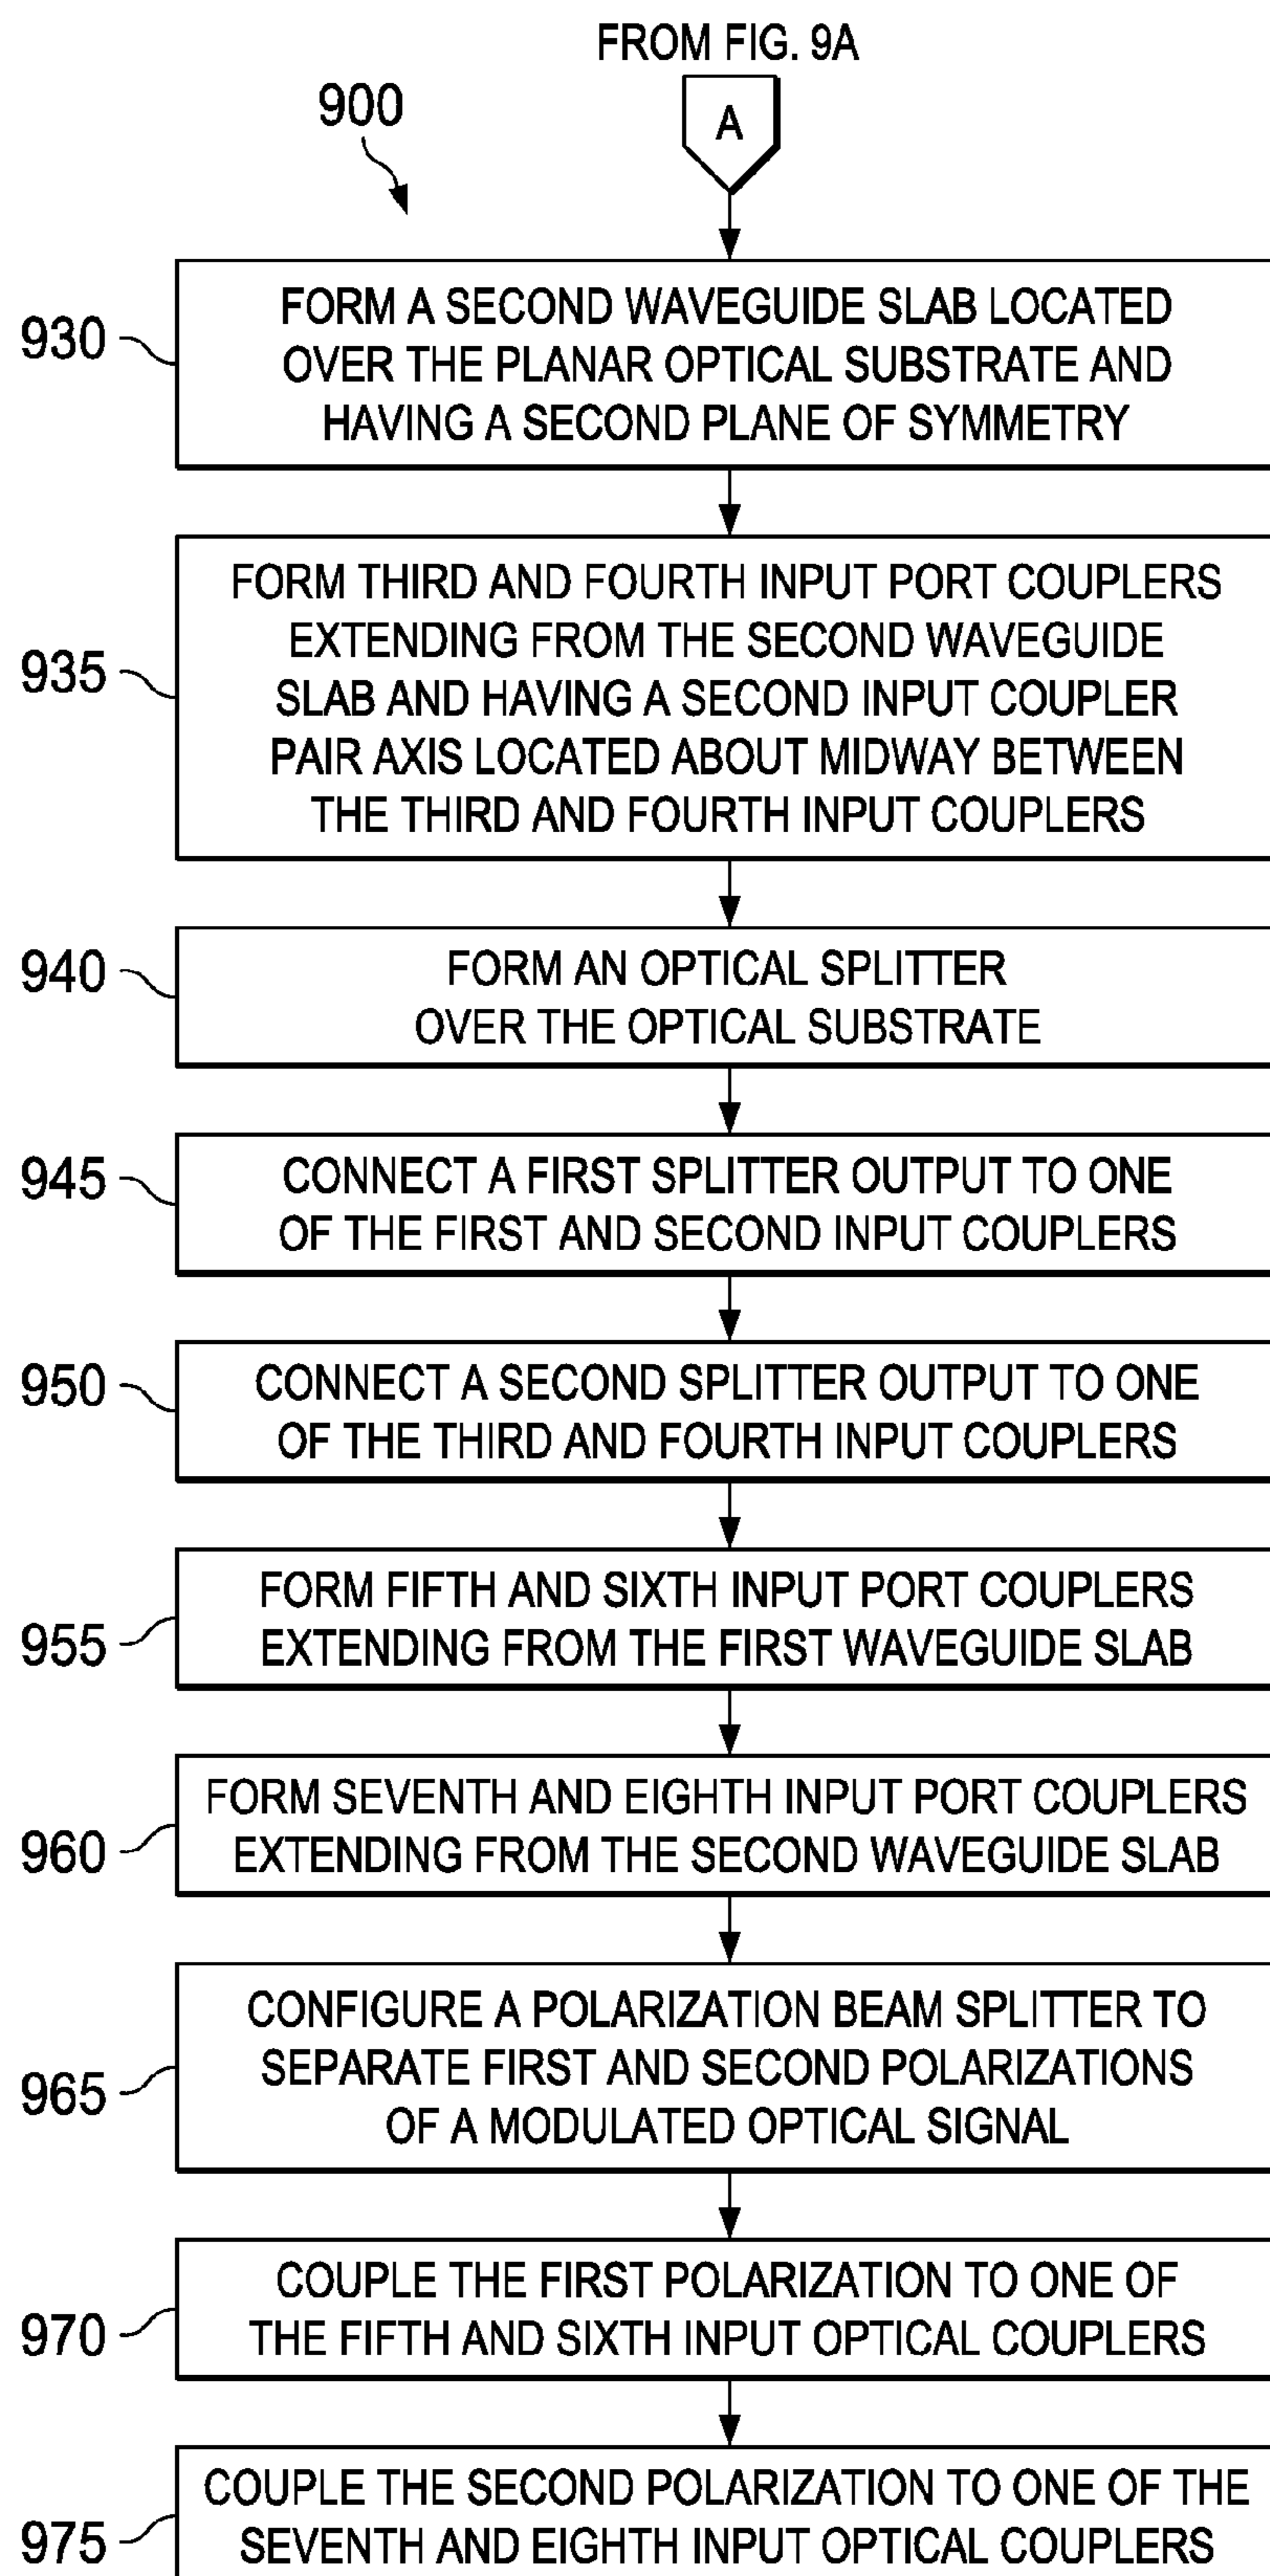 FROM FIG. 9A
900
A
930
FORM A SECOND WAVEGUIDE SLAB LOCATED
OVER THE PLANAR OPTICAL SUBSTRATE AND
HAVING A SECOND PLANE OF SYMMETRY
935
FORM THIRD AND FOURTH INPUT PORT COUPLERS
EXTENDING FROM THE SECOND WAVEGUIDE
SLAB AND HAVING A SECOND INPUT COUPLER
PAIR AXIS LOCATED ABOUT MIDWAY BETWEEN
THE THIRD AND FOURTH INPUT COUPLERS
940
FORM AN OPTICAL SPLITTER
OVER THE OPTICAL SUBSTRATE
945
CONNECT A FIRST SPLITTER OUTPUT TO ONE
OF THE FIRST AND SECOND INPUT COUPLERS
950
CONNECT A SECOND SPLITTER OUTPUT TO ONE
OF THE THIRD AND FOURTH INPUT COUPLERS
955
FORM FIFTH AND SIXTH INPUT PORT COUPLERS
EXTENDING FROM THE FIRST WAVEGUIDE SLAB
960
FORM SEVENTH AND EIGHTH INPUT PORT COUPLERS
EXTENDING FROM THE SECOND WAVEGUIDE SLAB
965
CONFIGURE A POLARIZATION BEAM SPLITTER TO
SEPARATE FIRST AND SECOND POLARIZATIONS
OF A MODULATED OPTICAL SIGNAL
970
COUPLE THE FIRST POLARIZATION TO ONE OF
THE FIFTH AND SIXTH INPUT OPTICAL COUPLERS
975
COUPLE THE SECOND POLARIZATION TO ONE OF THE
SEVENTH AND EIGHTH INPUT OPTICAL COUPLERS